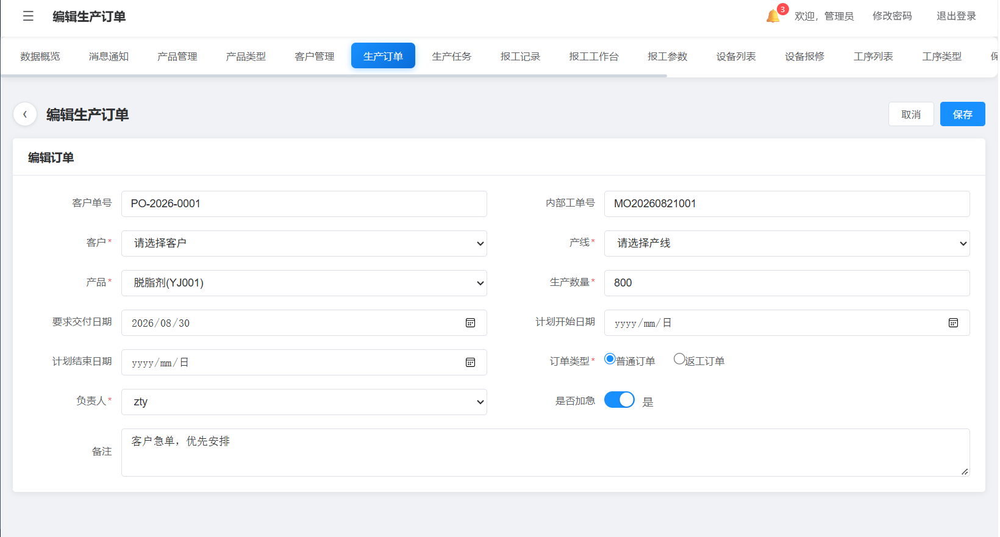 ☰ 编辑生产订单 3 欢迎，管理员 修改密码 退出登录
数据概览 消息通知 产品管理 产品类型 客户管理 生产订单 生产任务 报工记录 报工工作台 报工参数 设备列表 设备报修 工序列表 工序类型
编辑生产订单 取消 保存
编辑订单
客户单号 PO-2026-0001 内部工单号 MO20260821001
客户* 请选择客户 产线* 请选择产线
产品* 脱脂剂(YJ001) 生产数量* 800
要求交付日期 2026/08/30 计划开始日期 yyyy/mm/日
计划结束日期 yyyy/mm/日 订单类型* 普通订单 返工订单
负责人* zty 是否加急 是
备注 客户急单，优先安排